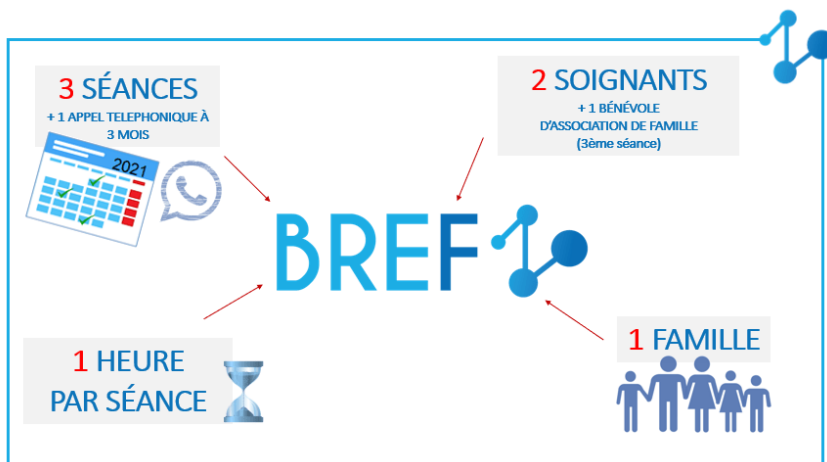 3 SÉANCES
+ 1 APPEL TELEPHONIQUE À
3 MOIS
2021
2 SOIGNANTS
+ 1 BÉNÉVOLE
D'ASSOCIATION DE FAMILLE
(3ème séance)
BREF
1 HEURE
PAR SÉANCE
1 FAMILLE